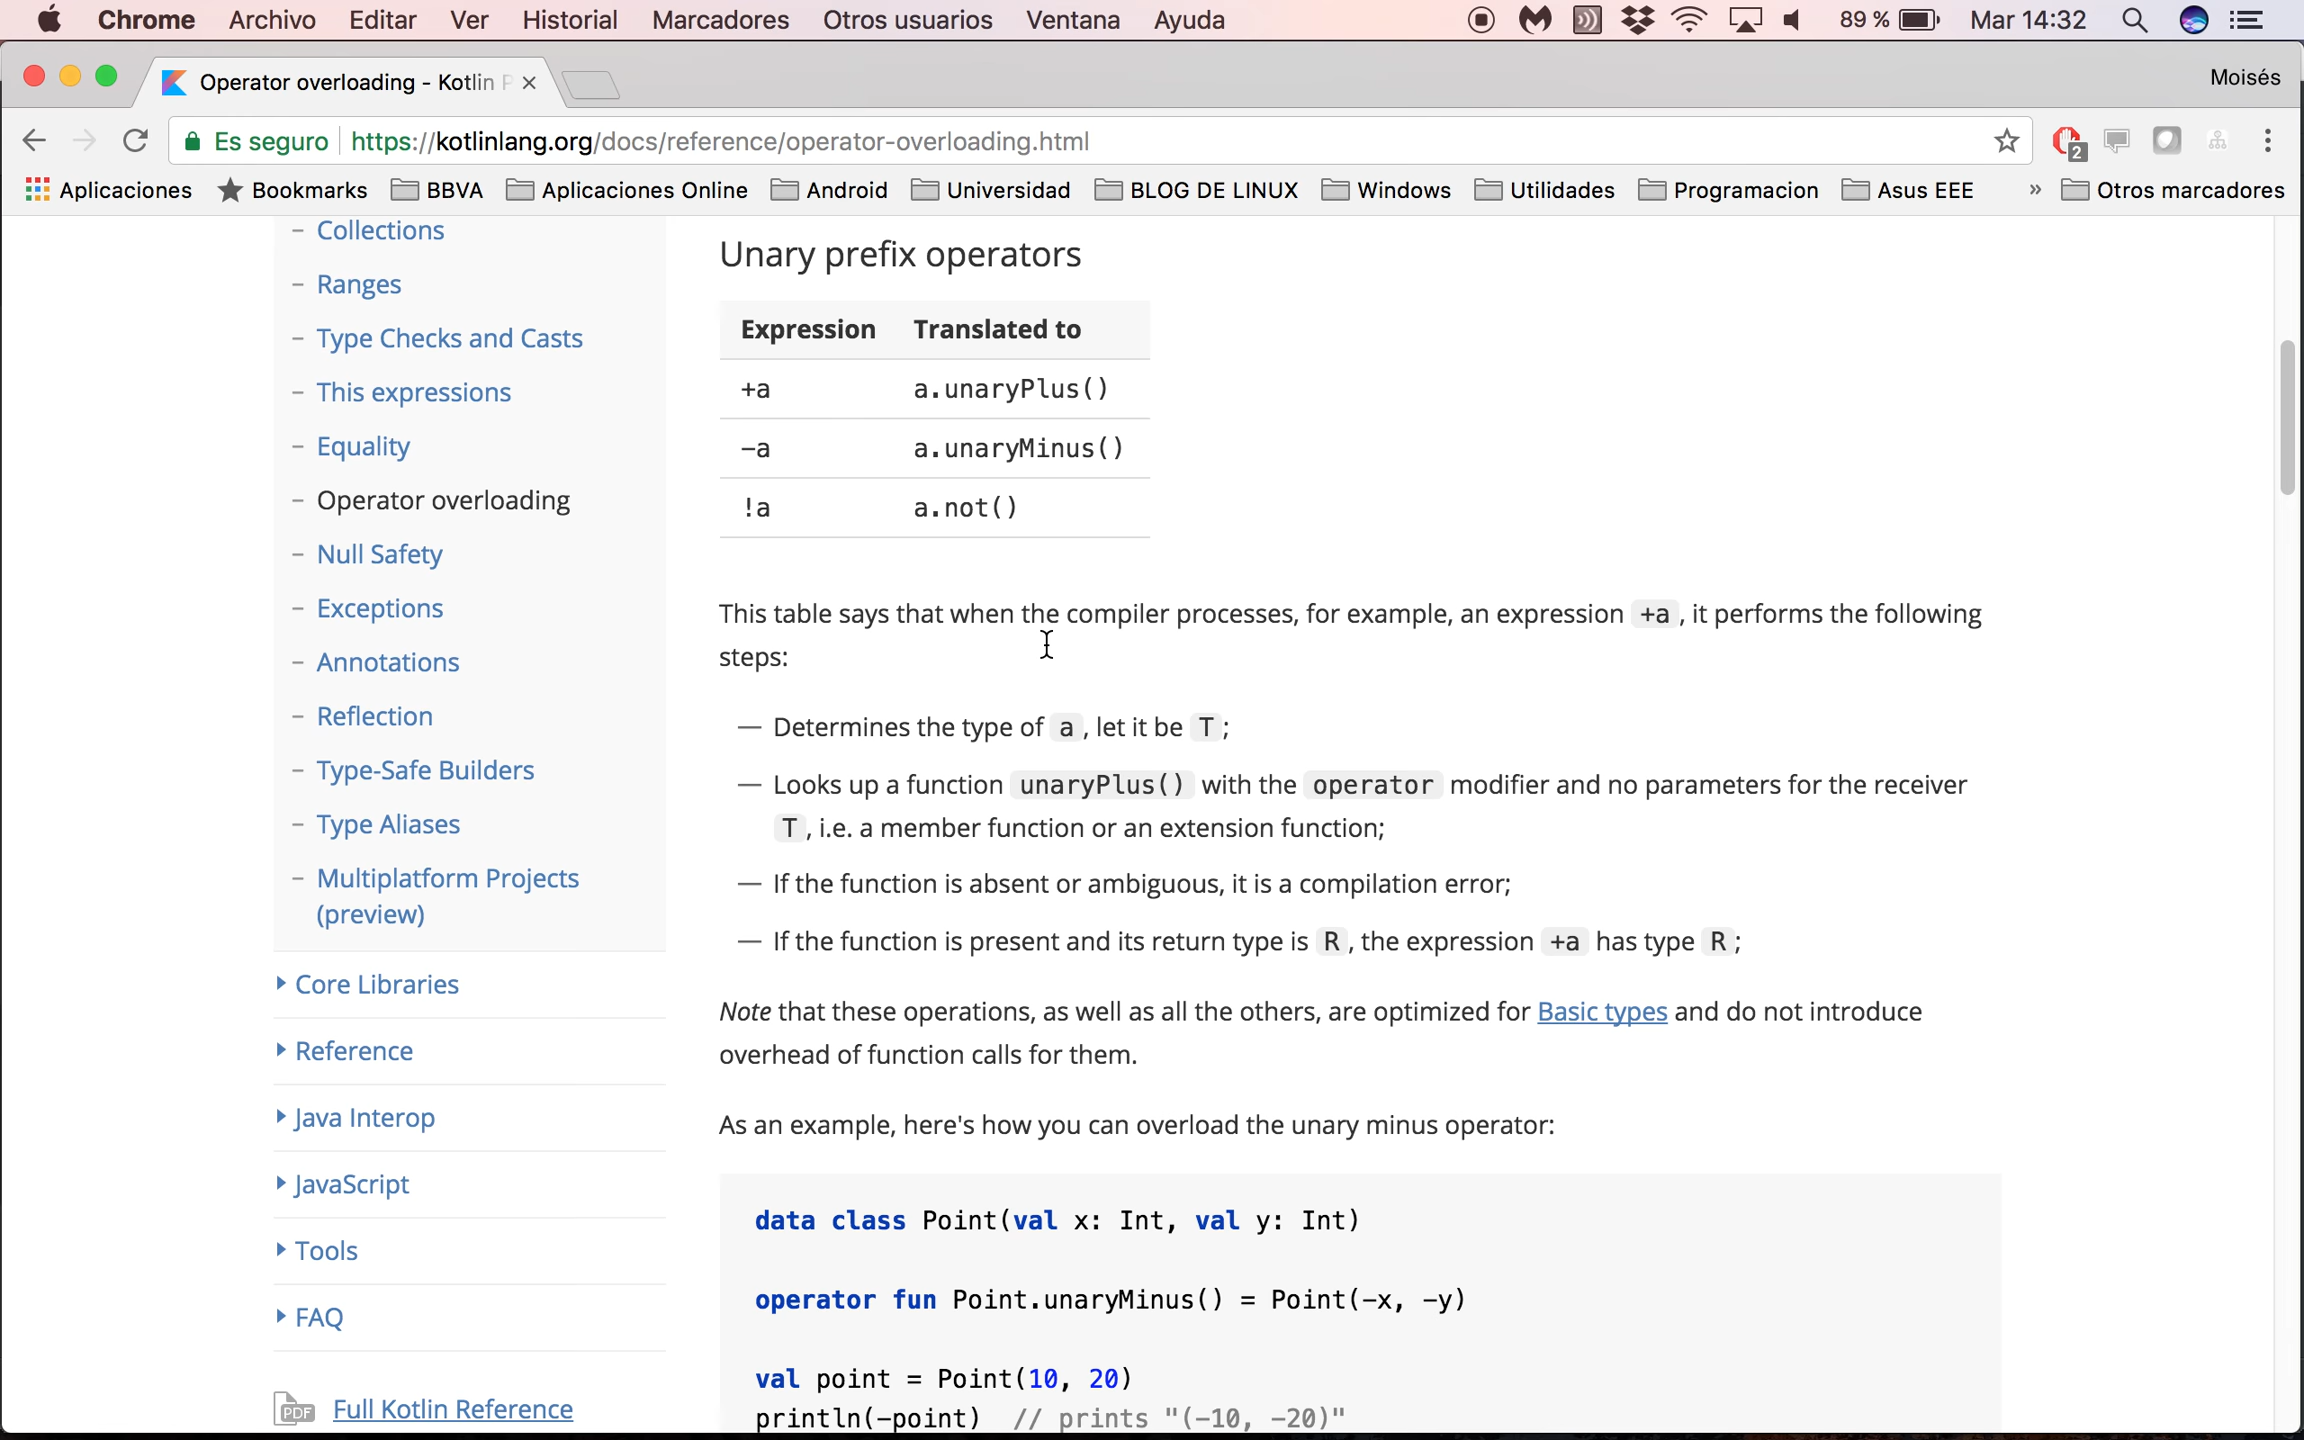 Chrome Archivo Editar Ver Historial Marcadores Otros usuarios Ventana Ayuda 89 % Mar 14:32
Operator overloading - Kotlin Moisés
Es seguro https://kotlinlang.org/docs/reference/operator-overloading.html 2
Aplicaciones Bookmarks BBVA Aplicaciones Online Android Universidad BLOG DE LINUX Windows Utilidades Programacion Asus EEE » Otros marcadores
– Collections
– Ranges
– Type Checks and Casts
– This expressions
– Equality
– Operator overloading
– Null Safety
– Exceptions
– Annotations
– Reflection
– Type-Safe Builders
– Type Aliases
– Multiplatform Projects
(preview)
Core Libraries
Reference
Java Interop
JavaScript
Tools
FAQ
PDF Full Kotlin Reference
Unary prefix operators
Expression Translated to
+a a.unaryPlus()
-a a.unaryMinus()
!a a.not()
This table says that when the compiler processes, for example, an expression +a, it performs the following
steps:
— Determines the type of a, let it be T;
— Looks up a function unaryPlus() with the operator modifier and no parameters for the receiver
T, i.e. a member function or an extension function;
— If the function is absent or ambiguous, it is a compilation error;
— If the function is present and its return type is R, the expression +a has type R;
Note that these operations, as well as all the others, are optimized for Basic types and do not introduce
overhead of function calls for them.
As an example, here's how you can overload the unary minus operator:
data class Point(val x: Int, val y: Int)
operator fun Point.unaryMinus() = Point(-x, -y)
val point = Point(10, 20)
println(-point) // prints "(-10, -20)"